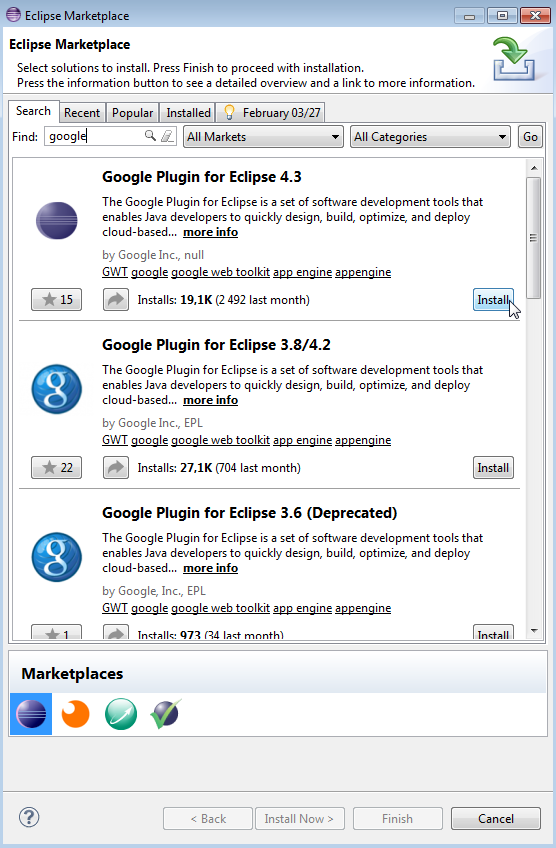 Eclipse Marketplace
Eclipse Marketplace
Select solutions to install. Press Finish to proceed with installation.
Press the information button to see a detailed overview and a link to more information.
Search Recent Popular Installed February 03/27
Find: google All Markets All Categories Go
Google Plugin for Eclipse 4.3
The Google Plugin for Eclipse is a set of software development tools that
enables Java developers to quickly design, build, optimize, and deploy
cloud-based... more info
by Google Inc., null
GWT google google web toolkit app engine appengine
15 Installs: 19,1K (2 492 last month) Install
Google Plugin for Eclipse 3.8/4.2
The Google Plugin for Eclipse is a set of software development tools that
enables Java developers to quickly design, build, optimize, and deploy
cloud-based... more info
by Google Inc., EPL
GWT google google web toolkit app engine appengine
22 Installs: 27,1K (704 last month) Install
Google Plugin for Eclipse 3.6 (Deprecated)
The Google Plugin for Eclipse is a set of software development tools that
enables Java developers to quickly design, build, optimize, and deploy
cloud-based... more info
by Google, Inc., EPL
GWT google google web toolkit app engine appengine
1 Installs: 973 (34 last month) Install
Marketplaces
? < Back Install Now > Finish Cancel